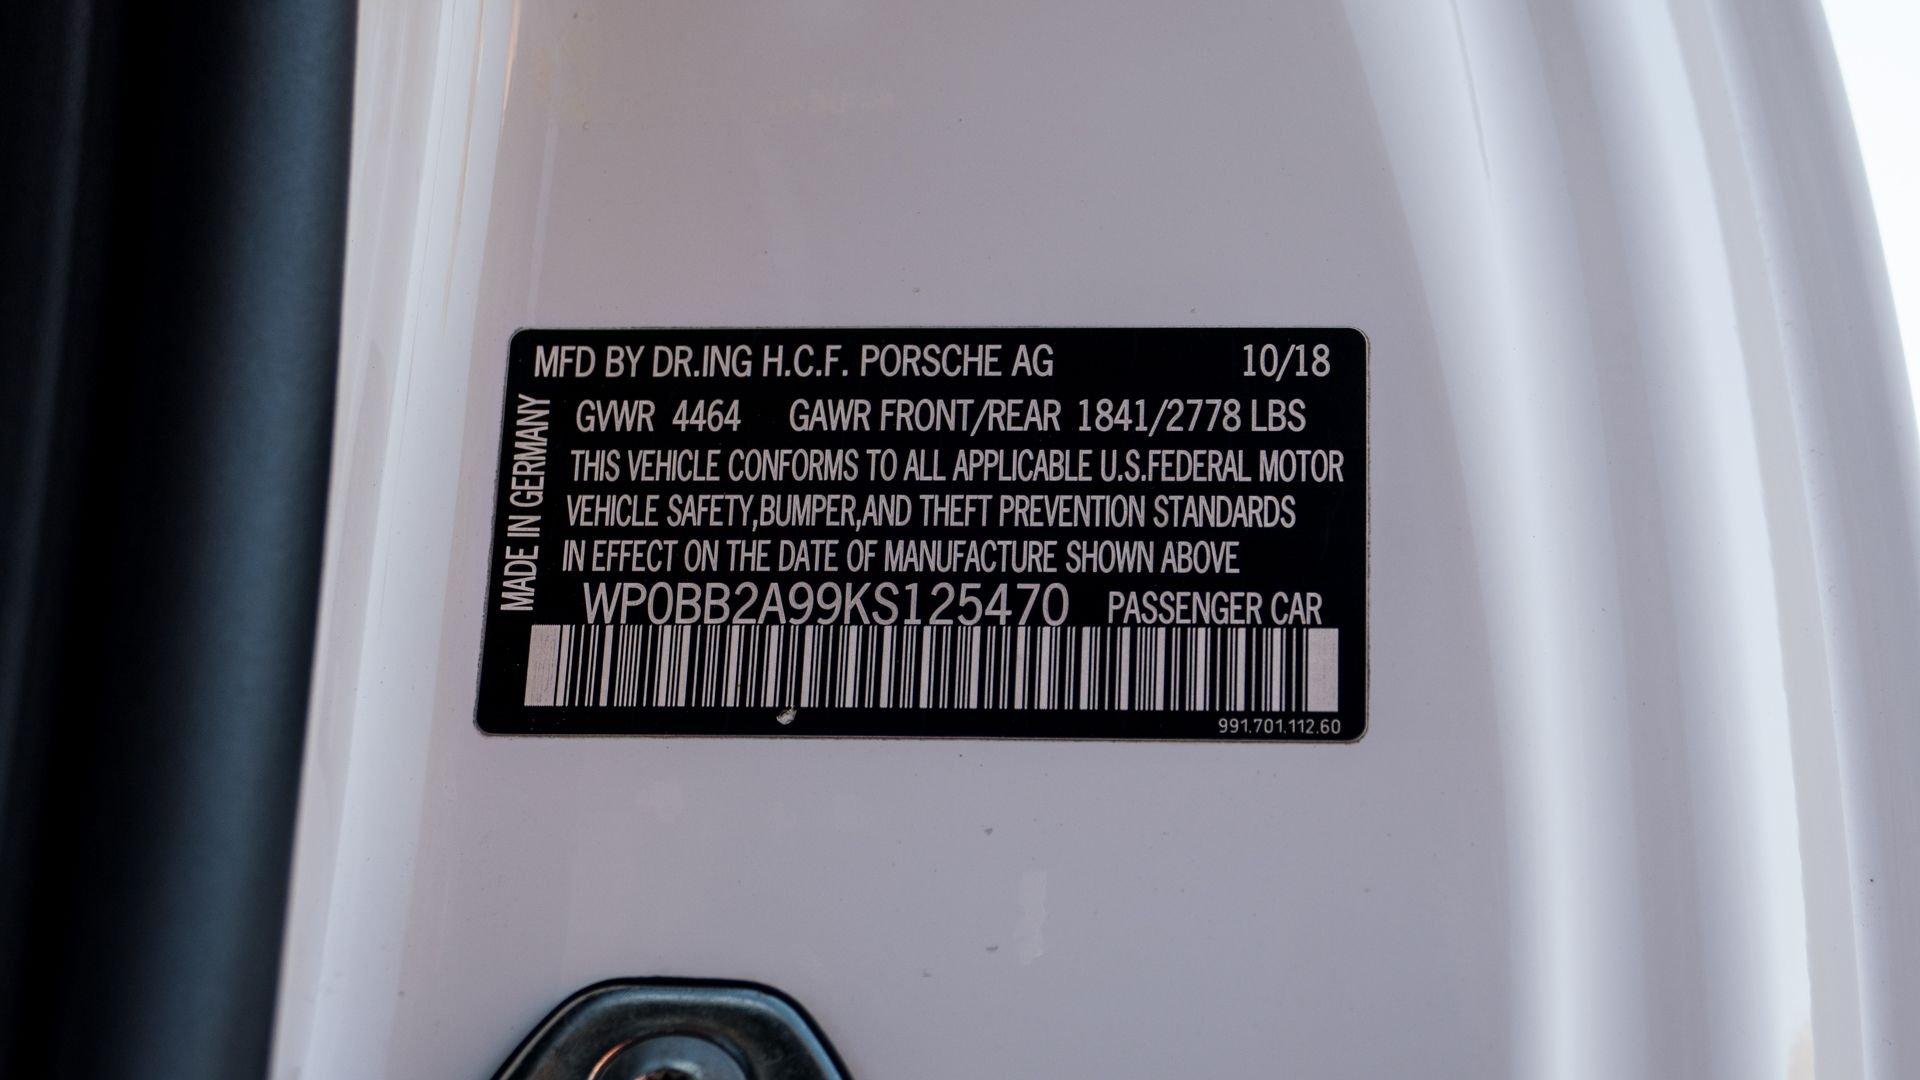 MFD BY DR.ING H.C.F. PORSCHE AG 10/18
GVWR 4464 GAWR FRONT/REAR 1841/2778 LBS
THIS VEHICLE CONFORMS TO ALL APPLICABLE U.S.FEDERAL MOTOR
VEHICLE SAFETY,BUMPER,AND THEFT PREVENTION STANDARDS
IN EFFECT ON THE DATE OF MANUFACTURE SHOWN ABOVE
MADE IN GERMANY
WP0BB2A99KS125470 PASSENGER CAR
991.701.112.60